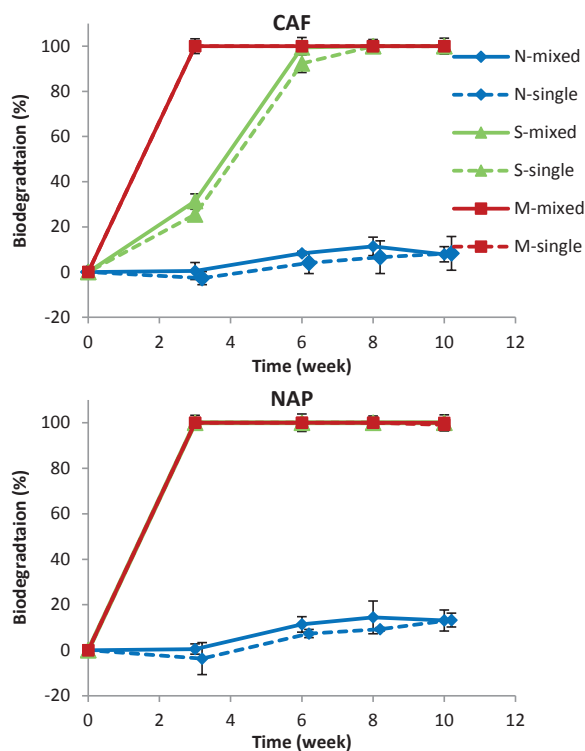 CAF
Biodegradtaion (%)
100
80
60
40
20
0
-20
0 2 4 6 8 10 12
Time (week)
N-mixed
N-single
S-mixed
S-single
M-mixed
M-single
NAP
Biodegradtaion (%)
100
80
60
40
20
0
-20
0 2 4 6 8 10 12
Time (week)